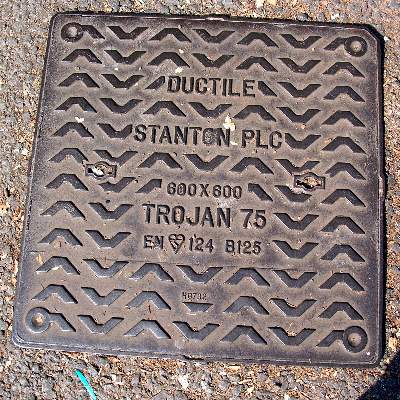 DUCTILE
STANTON PLC
600 X 600
TROJAN 75
EN 124 B125